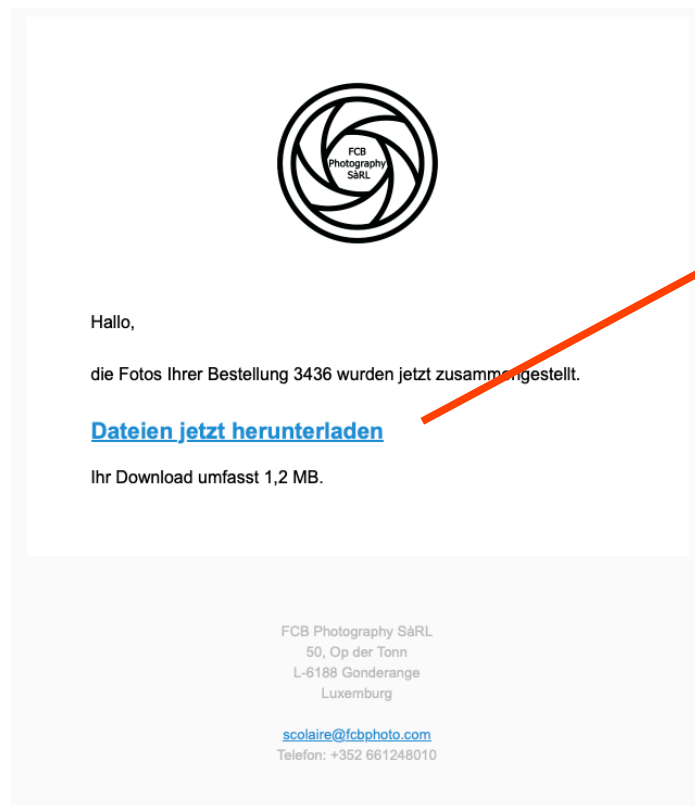 FCB
Photography
SàRL
Hallo,
die Fotos Ihrer Bestellung 3436 wurden jetzt zusammengestellt.
Dateien jetzt herunterladen
Ihr Download umfasst 1,2 MB.
FCB Photography SàRL
50, Op der Tonn
L-6188 Gonderange
Luxemburg
scolaire@fcbphoto.com
Telefon: +352 661248010